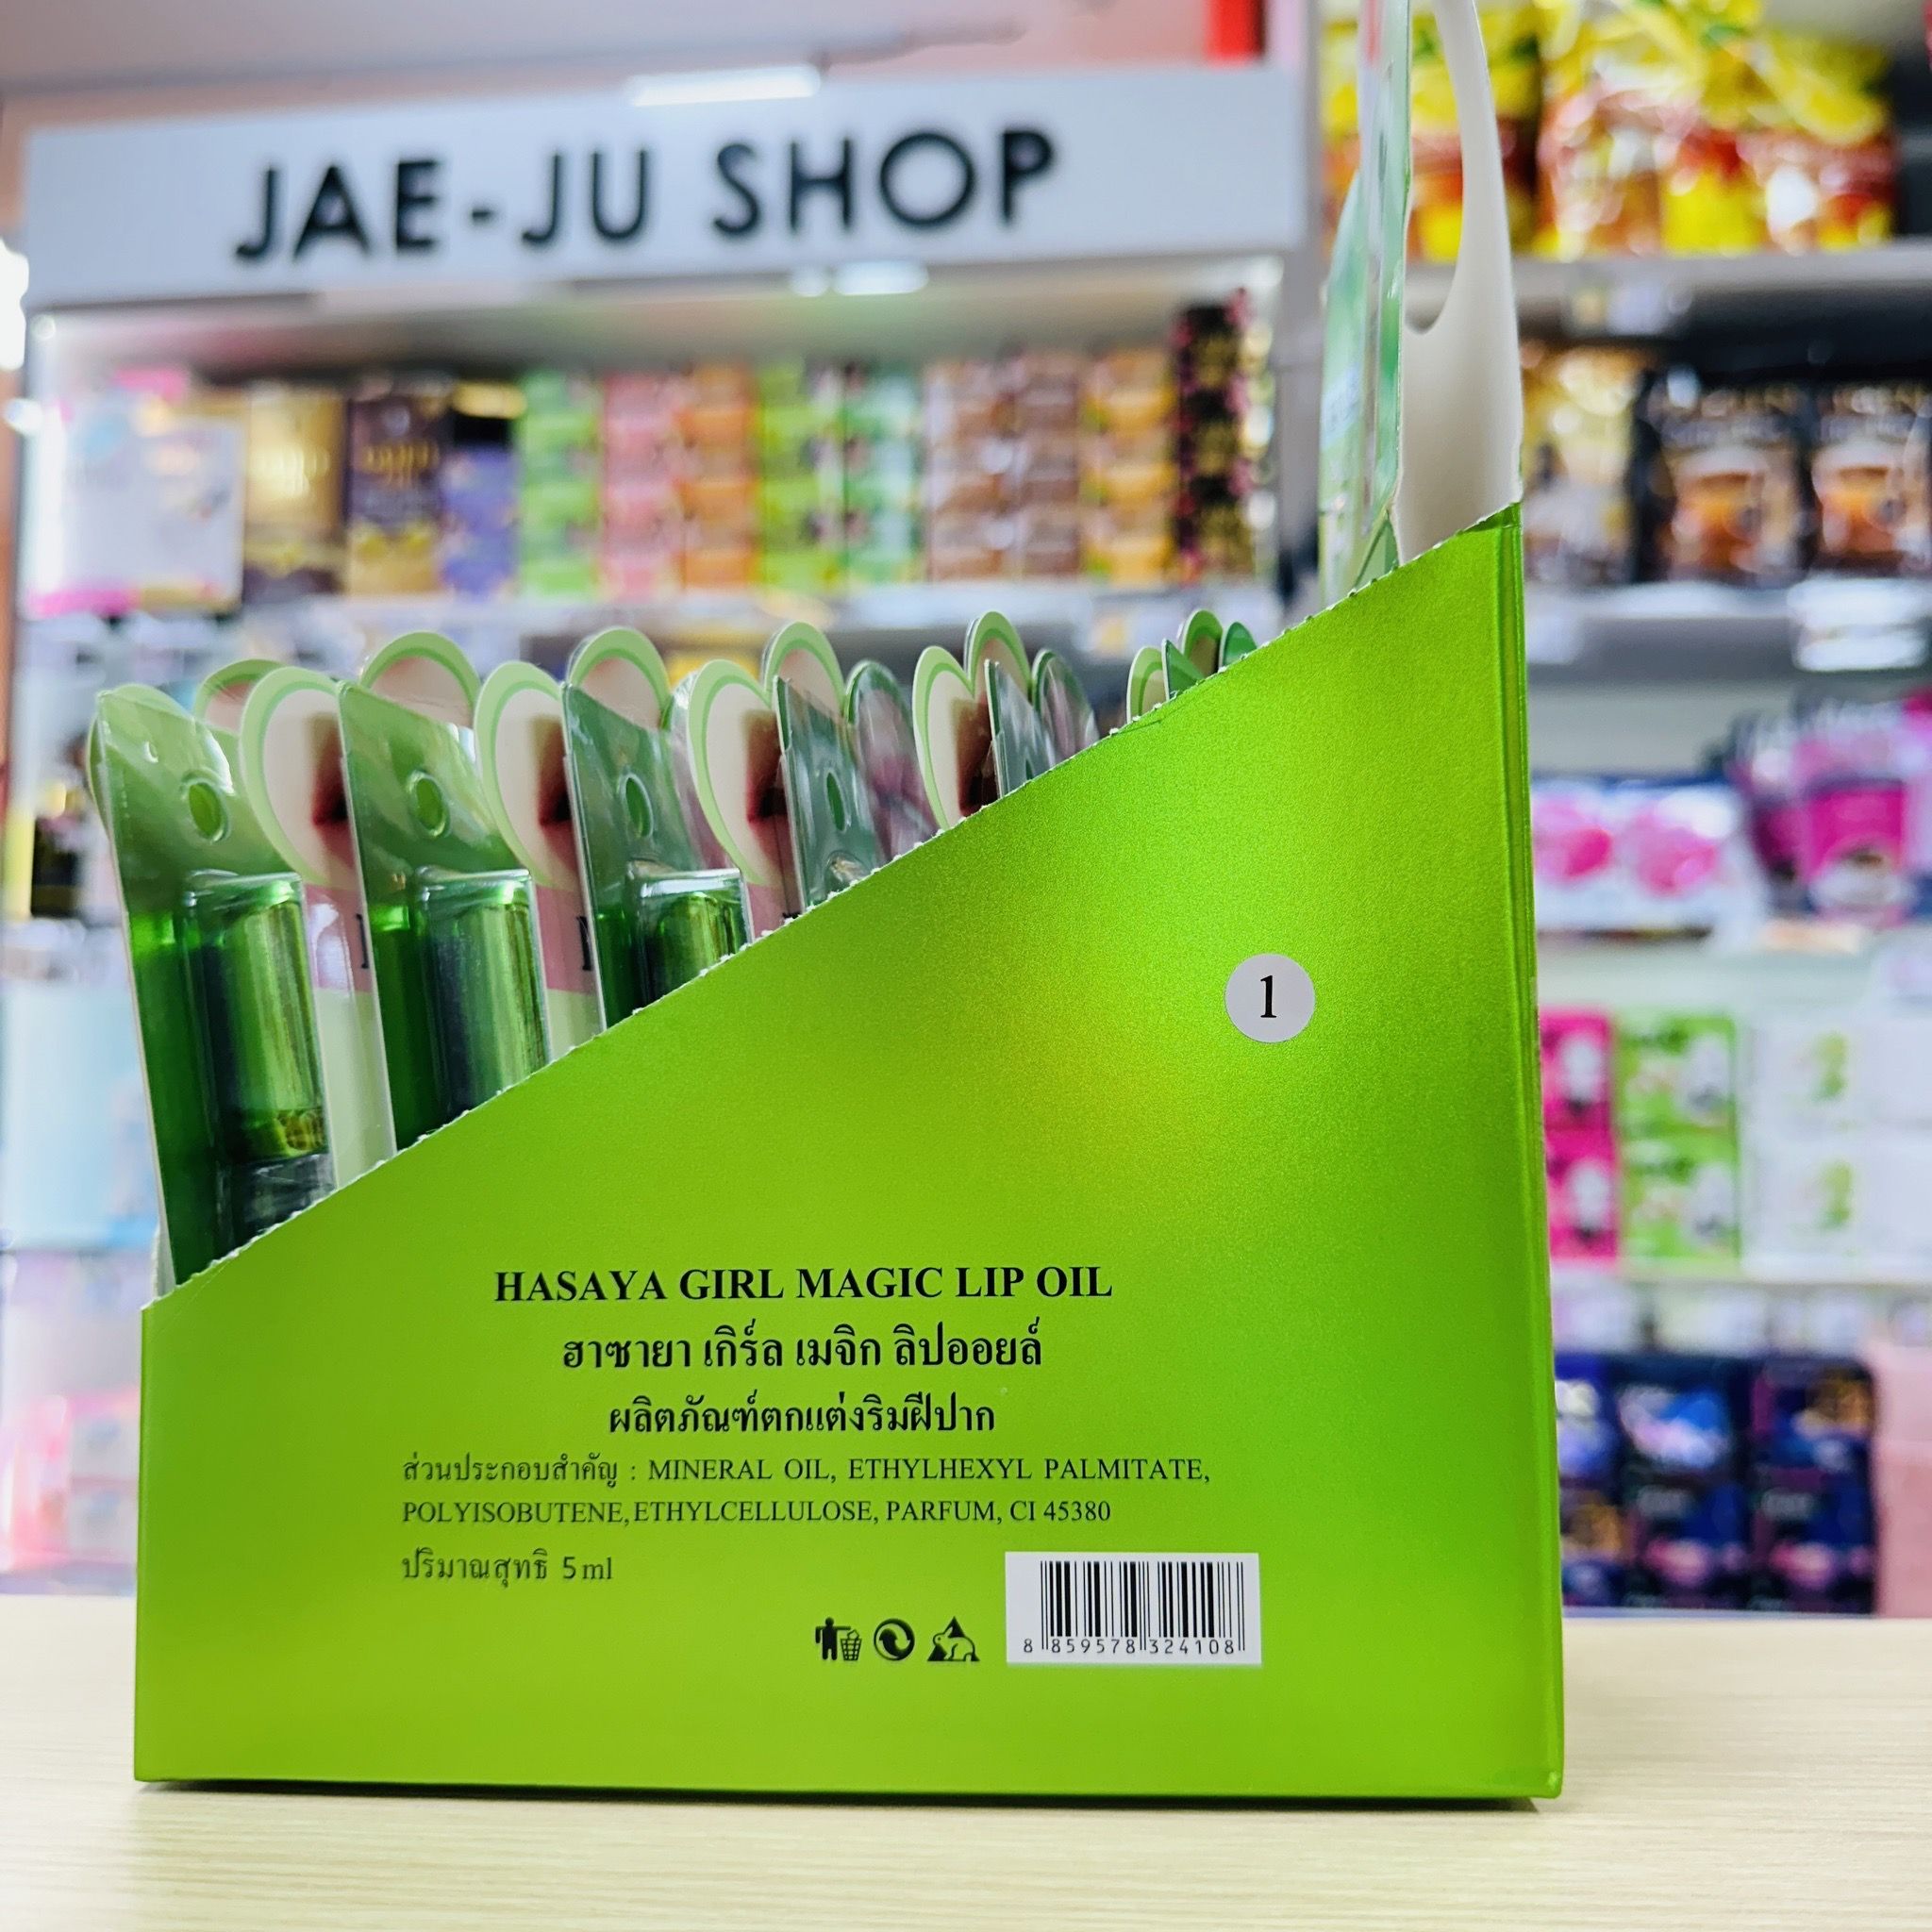 JAE-JU SHOP
1
HASAYA GIRL MAGIC LIP OIL
ฮาซายา เกิร์ล เมจิก ลิปออยล์
ผลิตภัณฑ์ตกแต่งริมฝีปาก
ส่วนประกอบสำคัญ : MINERAL OIL, ETHYLHEXYL PALMITATE,
POLYISOBUTENE,ETHYLCELLULOSE, PARFUM, CI 45380
ปริมาณสุทธิ 5 ml
8 859578 324108